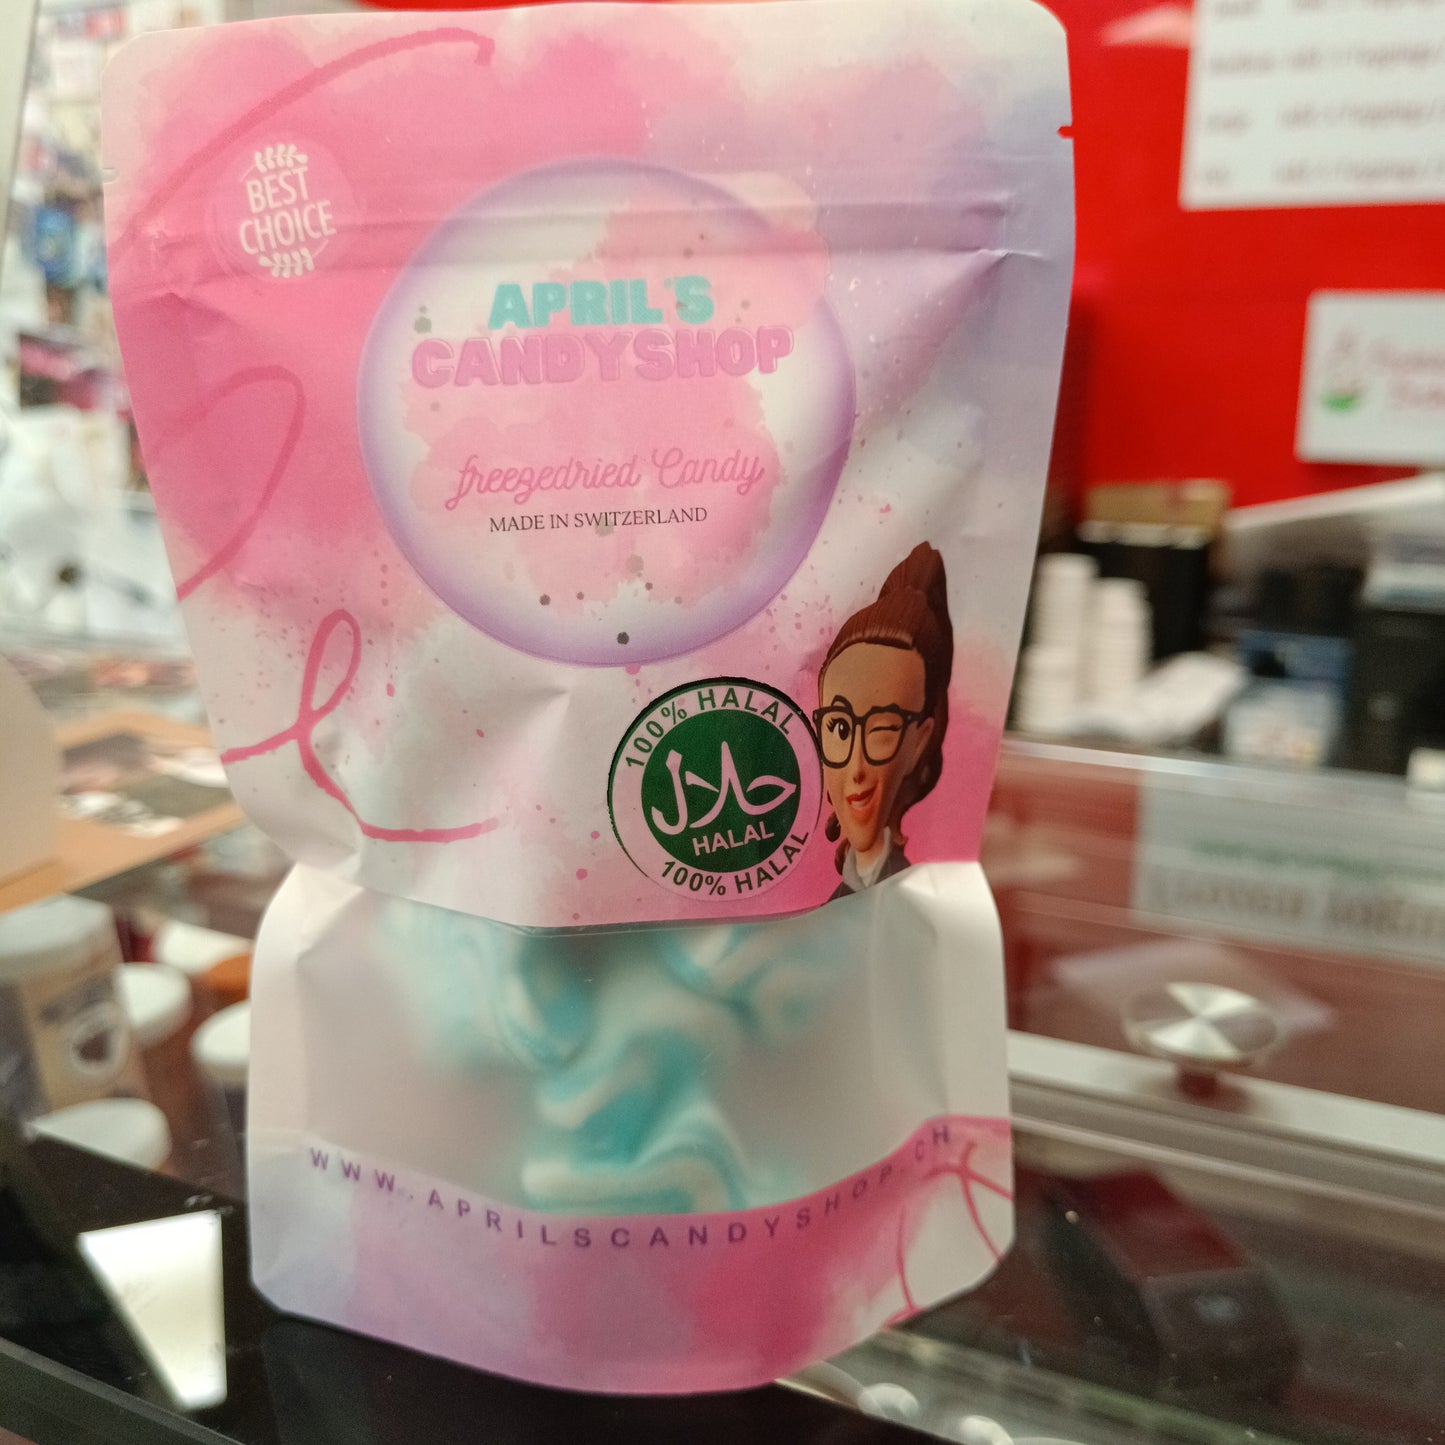 BEST
CHOICE
APRIL'S
CANDYSHOP
freezedried Candy
MADE IN SWITZERLAND
100% HALAL
حلال
HALAL
100% HALAL
WWW.APRILSCANDYSHOP.CH